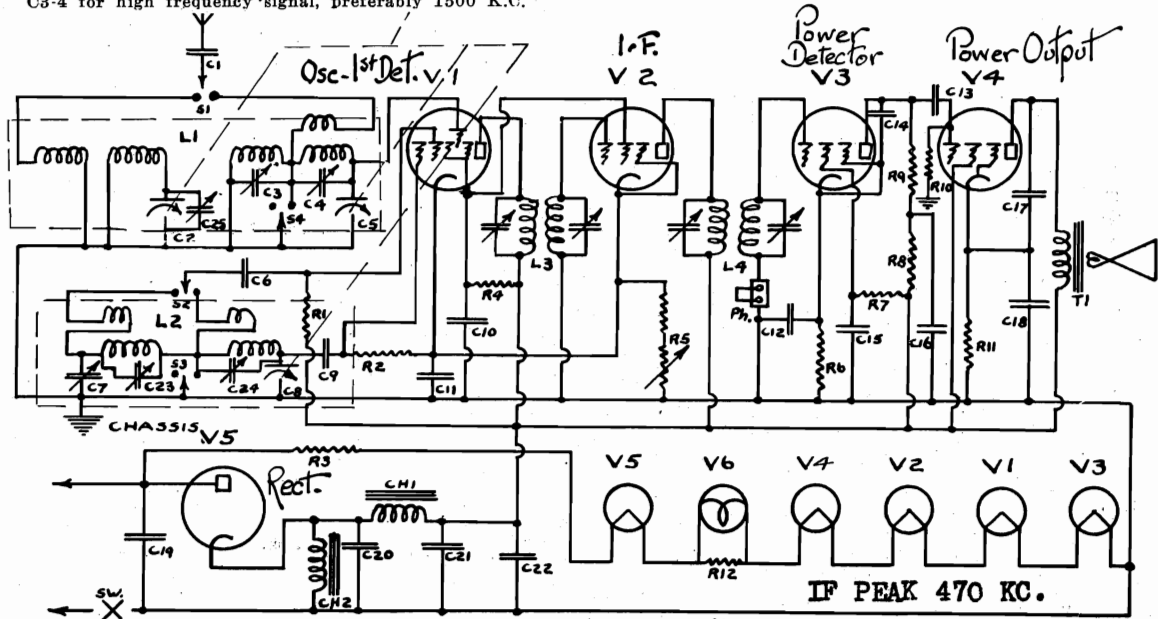 C3-4 for high frequency signal, preferably 1500 K.C.
Osc-1st Det. V1
I.F.
V2
Power
Detector
V3
Power Output
V4
C1
S1
L1
C3
C4
S4
C5
C2
C25
C6
S2
L2
R1
C7
C23
S3
C24
C8
C9
R2
C11
C10
R4
L3
R5
L4
Ph.
C12
R6
C15
R7
C14
R9
R8
C16
C13
R10
R11
C17
C18
T1
CHASSIS
V5
Rect.
R3
CH1
C19
CH2
C20
C21
C22
SW.
V5
V6
V4
V2
V1
V3
R12
IF PEAK 470 KC.